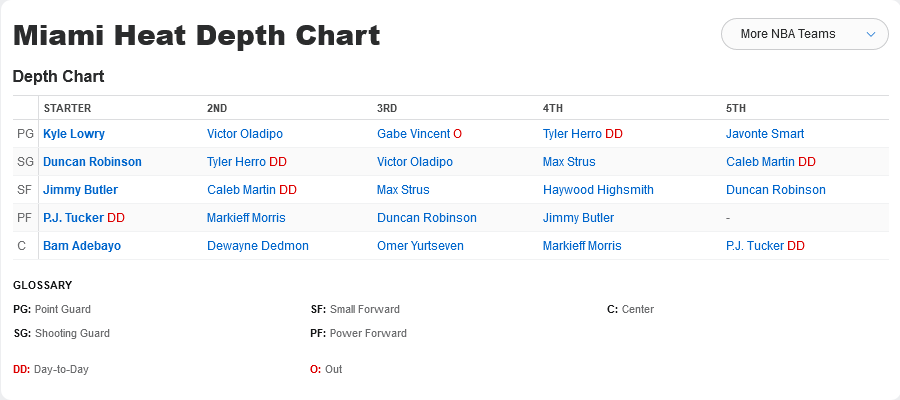 Miami Heat Depth Chart
More NBA Teams
Depth Chart
STARTER 2ND 3RD 4TH 5TH
PG Kyle Lowry Victor Oladipo Gabe Vincent O Tyler Herro DD Javonte Smart
SG Duncan Robinson Tyler Herro DD Victor Oladipo Max Strus Caleb Martin DD
SF Jimmy Butler Caleb Martin DD Max Strus Haywood Highsmith Duncan Robinson
PF P.J. Tucker DD Markieff Morris Duncan Robinson Jimmy Butler -
C Bam Adebayo Dewayne Dedmon Omer Yurtseven Markieff Morris P.J. Tucker DD
GLOSSARY
PG: Point Guard SF: Small Forward C: Center
SG: Shooting Guard PF: Power Forward
DD: Day-to-Day O: Out